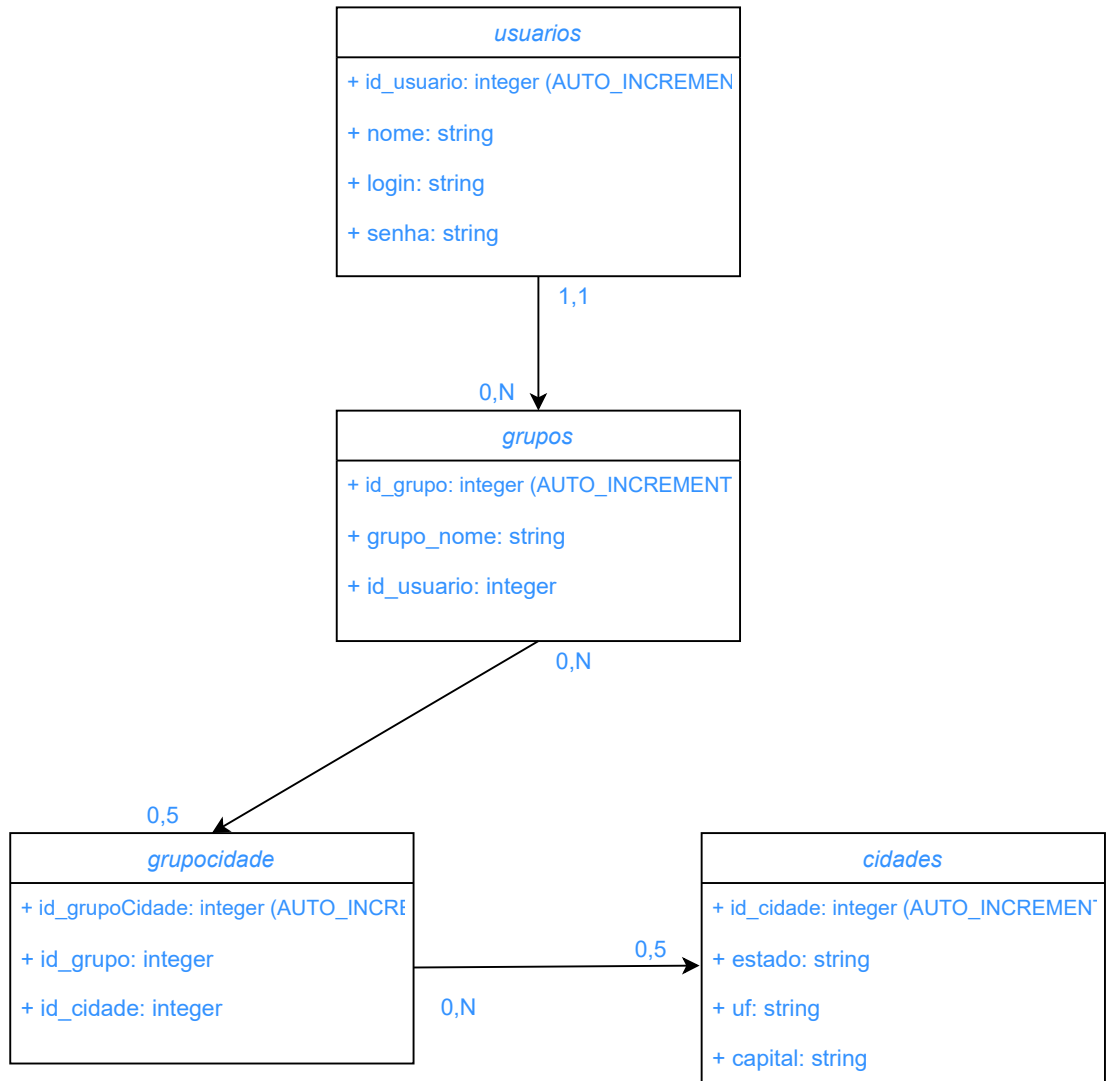 usuarios
+ id_usuario: integer (AUTO_INCREMEN
+ nome: string
+ login: string
+ senha: string
1,1
0,N
grupos
+ id_grupo: integer (AUTO_INCREMENT
+ grupo_nome: string
+ id_usuario: integer
0,N
0,5
grupocidade
+ id_grupoCidade: integer (AUTO_INCRE
+ id_grupo: integer
+ id_cidade: integer
0,5
0,N
cidades
+ id_cidade: integer (AUTO_INCREMENT
+ estado: string
+ uf: string
+ capital: string